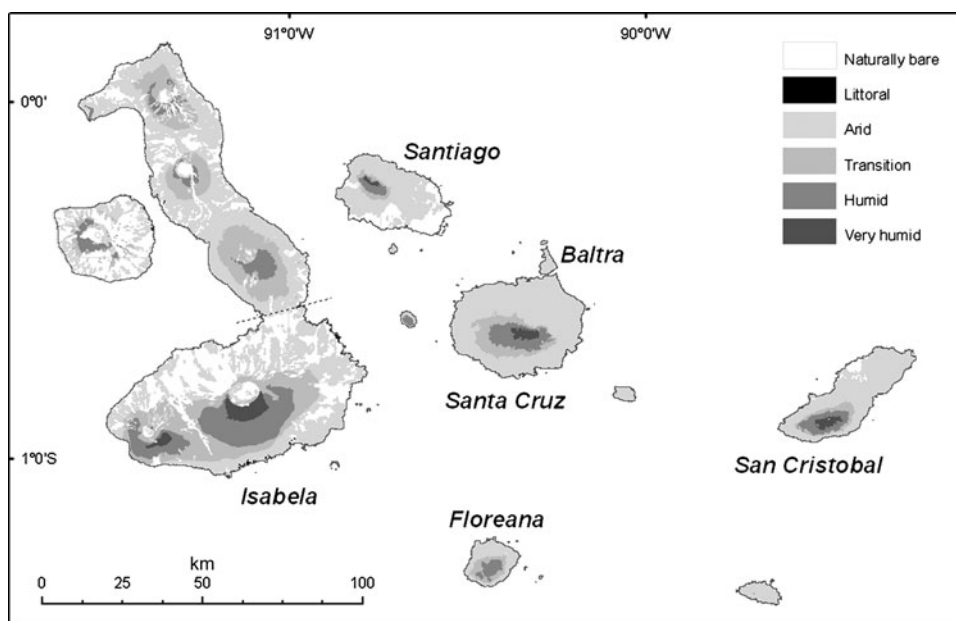 91°0'W
90°0'W
0°0'
1°0'S
Naturally bare
Littoral
Arid
Transition
Humid
Very humid
Santiago
Baltra
Santa Cruz
San Cristobal
Isabela
Floreana
km
0 25 50 100